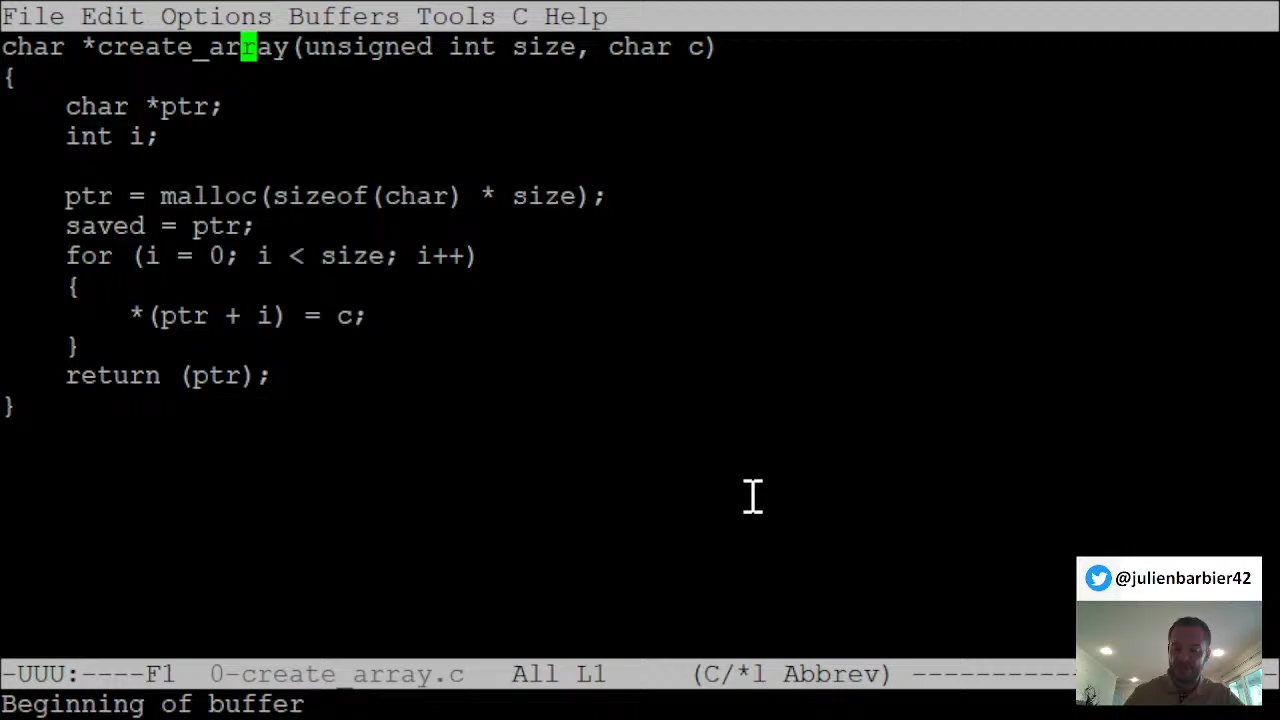 File Edit Options Buffers Tools C Help
char *create_array(unsigned int size, char c)
{
    char *ptr;
    int i;
    ptr = malloc(sizeof(char) * size);
    saved = ptr;
    for (i = 0; i < size; i++)
    {
        *(ptr + i) = c;
    }
    return (ptr);
}
@julienbarbier42
-UUU:----F1  0-create_array.c   All L1     (C/*l Abbrev) -----------
Beginning of buffer